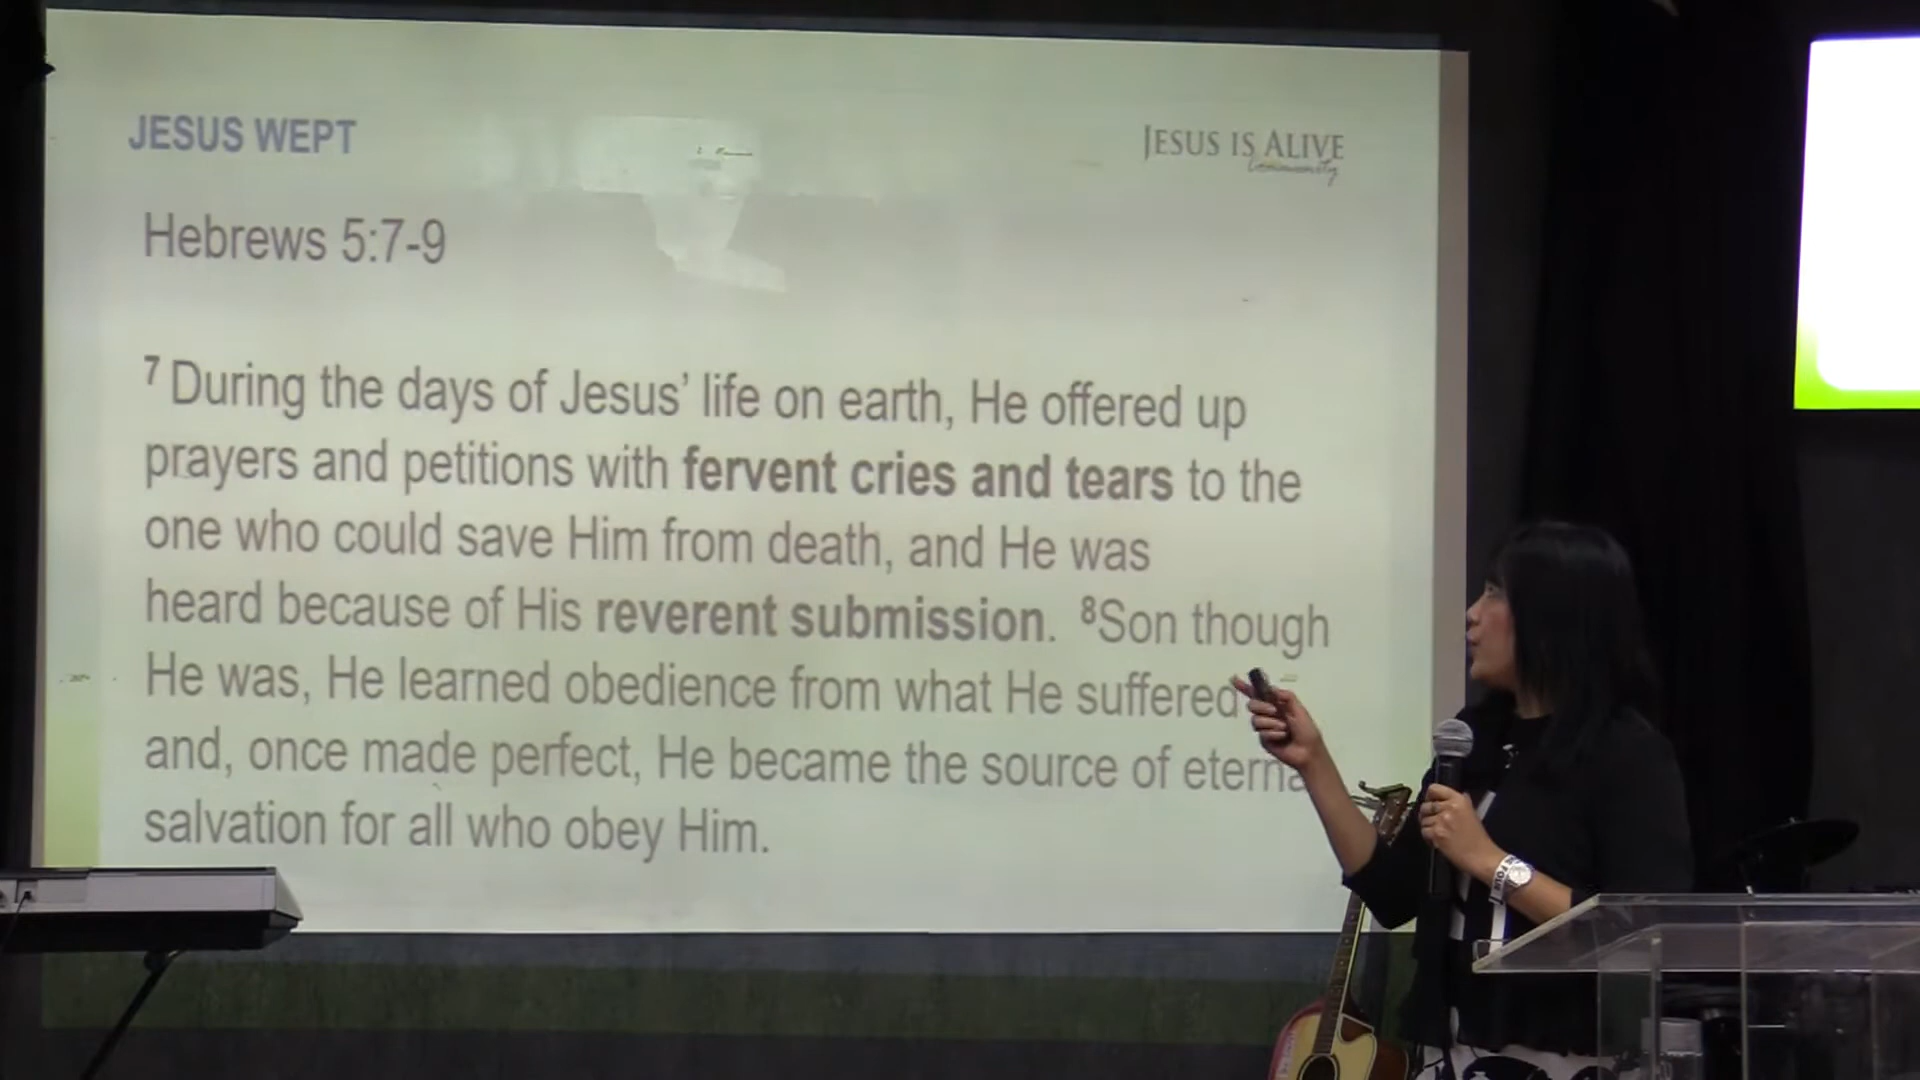 JESUS WEPT
JESUS IS ALIVE
Community
Hebrews 5:7-9
7 During the days of Jesus’ life on earth, He offered up
prayers and petitions with fervent cries and tears to the
one who could save Him from death, and He was
heard because of His reverent submission. 8Son though
He was, He learned obedience from what He suffered
and, once made perfect, He became the source of eterna
salvation for all who obey Him.